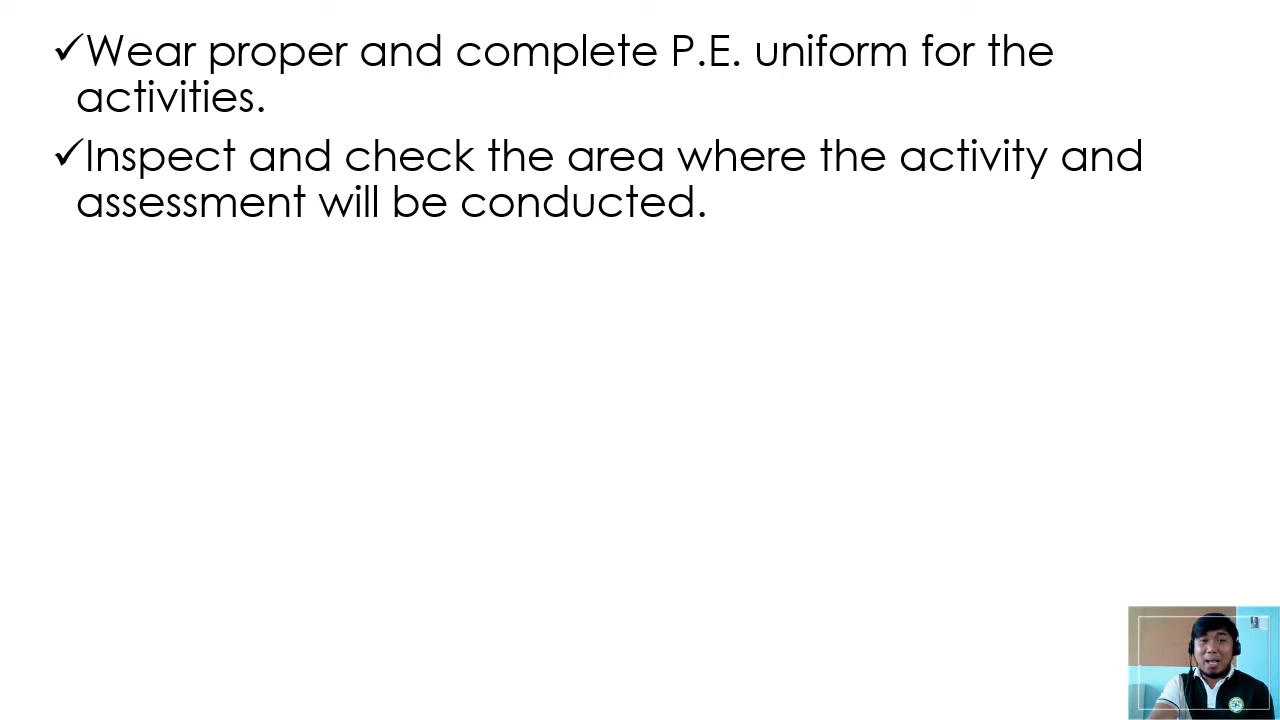 ✓Wear proper and complete P.E. uniform for the
activities.
✓Inspect and check the area where the activity and
assessment will be conducted.